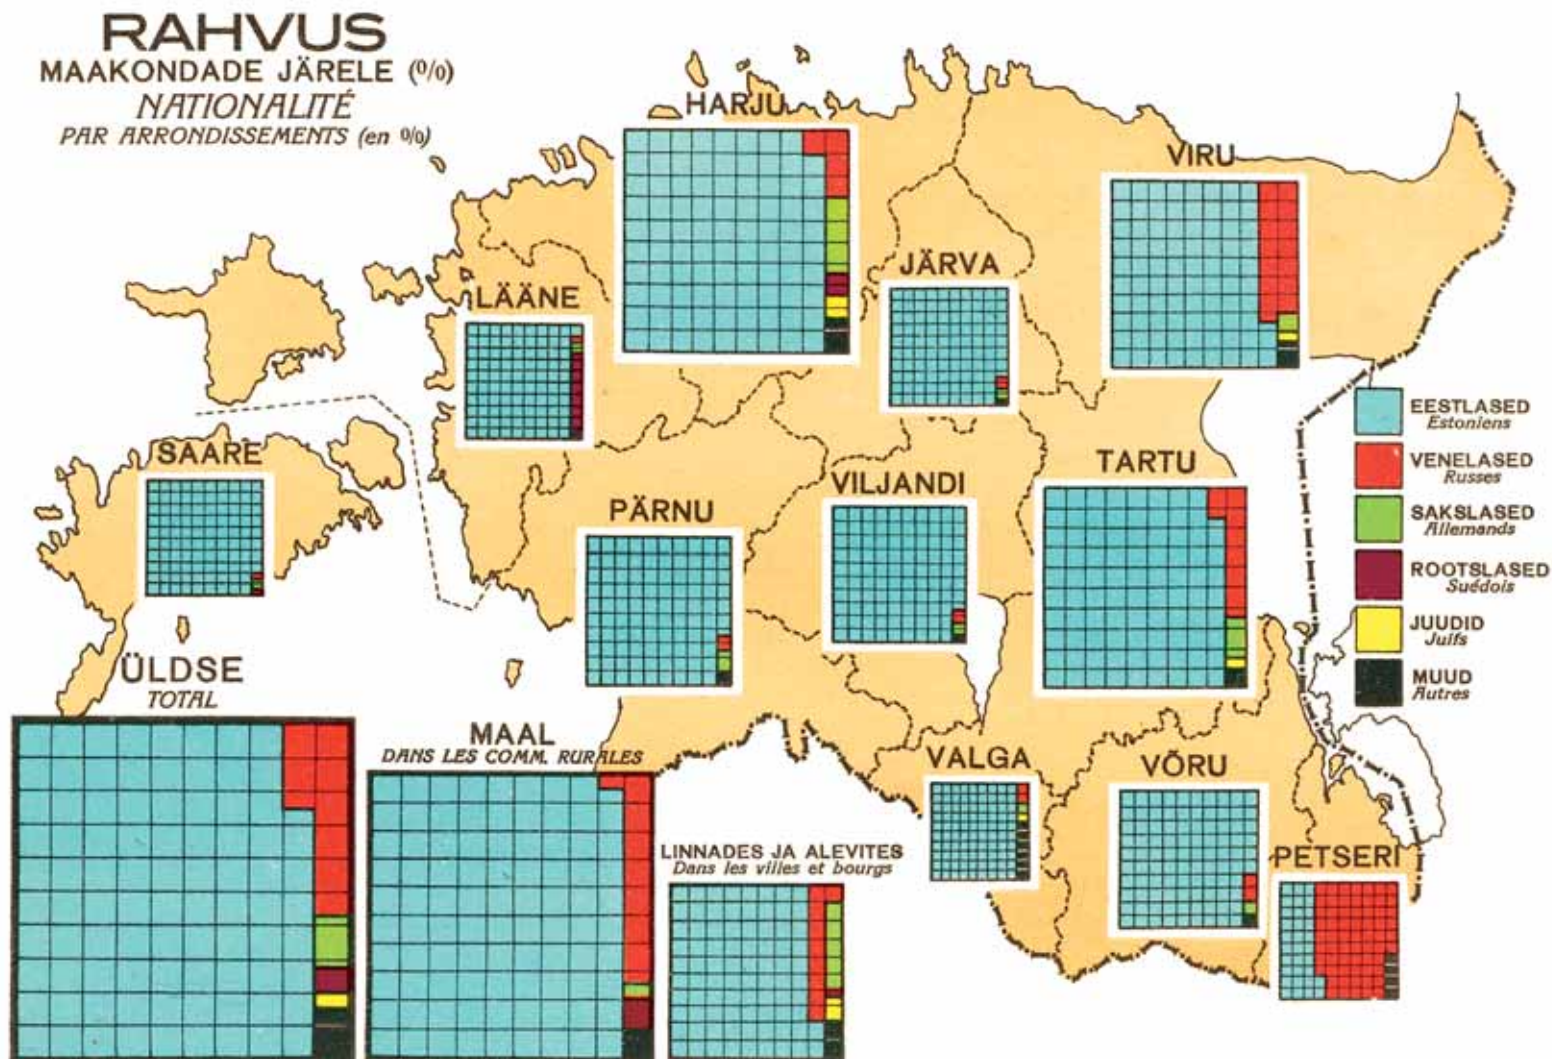 RAHVUS
MAAKONDADE JÄRELE (%)
NATIONALITÉ
PAR ARRONDISSEMENTS (en %)
HARJU
VIRU
JÄRVA
LÄÄNE
SAARE
PÄRNU
VILJANDI
TARTU
VALGA
VÕRU
PETSERI
EESTLASED
Estoniens
VENELASED
Russes
SAKSLASED
Allemands
ROOTSLASED
Suédois
JUUDID
Juifs
MUUD
Autres
ÜLDSE
TOTAL
MAAL
DANS LES COMM. RURALES
LINNADES JA ALEVITES
Dans les villes et bourgs